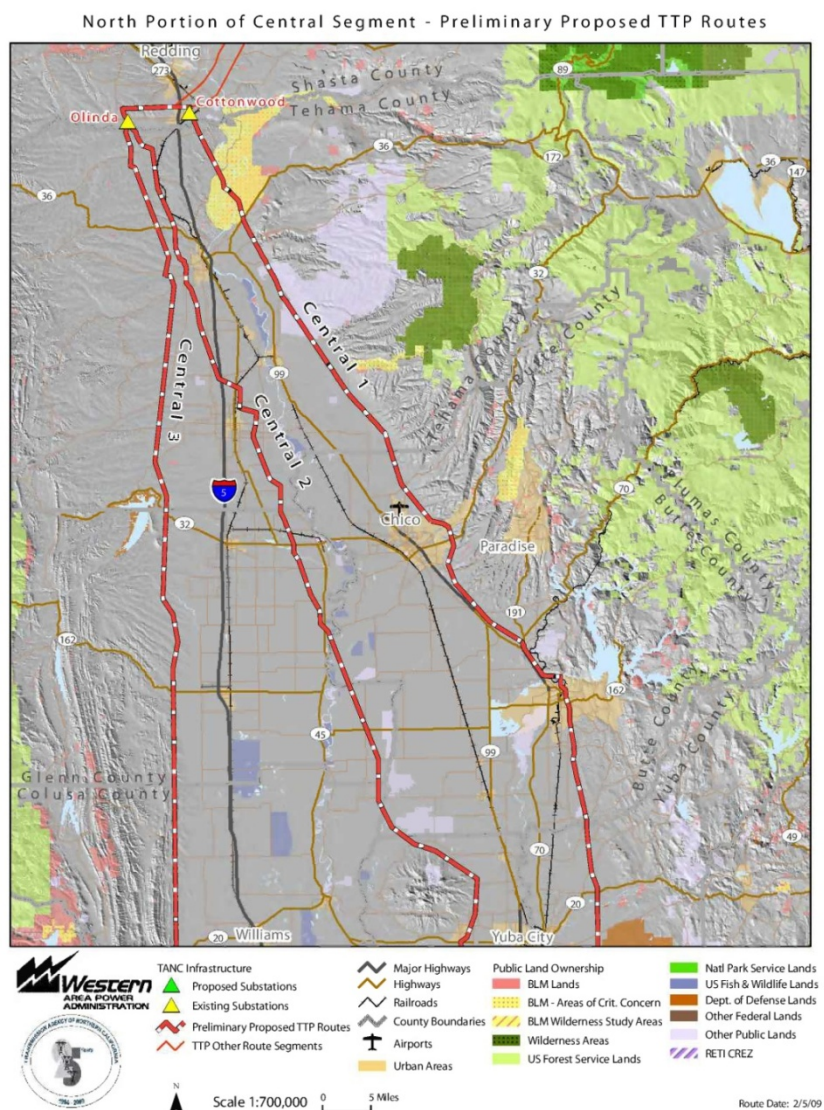 North Portion of Central Segment - Preliminary Proposed TTP Routes
Redding
273
Shasta County
Tehama County
Cottonwood
Olinda
89
36
172
36
147
36
32
Central 1
Tehama County
Butte County
Central 3
99
Central 2
5
70
Plumas County
Butte County
32
Chico
Paradise
191
162
162
Butte County
Yuba County
45
99
Glenn County
Colusa County
49
70
20
20
Williams
Yuba City
Western
AREA POWER
ADMINISTRATION
TANC Infrastructure
Proposed Substations
Existing Substations
Preliminary Proposed TTP Routes
TTP Other Route Segments
Major Highways
Highways
Railroads
County Boundaries
Airports
Urban Areas
Public Land Ownership
BLM Lands
BLM - Areas of Crit. Concern
BLM Wilderness Study Areas
Wilderness Areas
US Forest Service Lands
Natl Park Service Lands
US Fish & Wildlife Lands
Dept. of Defense Lands
Other Federal Lands
Other Public Lands
RETI CREZ
N
Scale 1:700,000
0 5 Miles
Route Date: 2/5/09